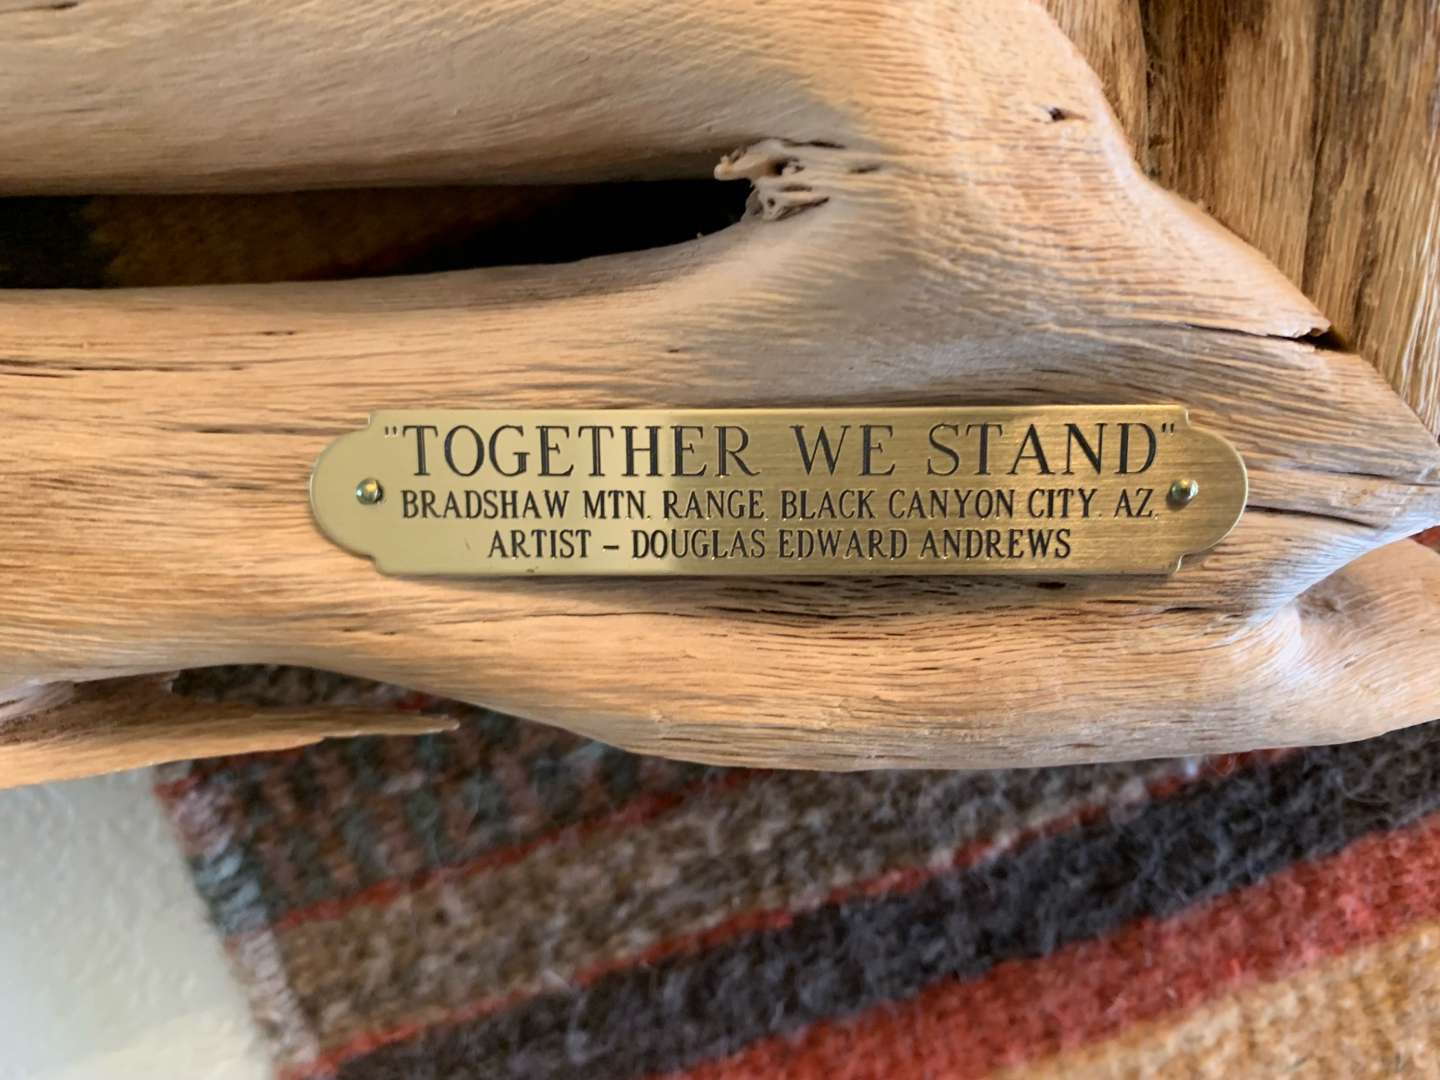 "TOGETHER WE STAND"
BRADSHAW MTN. RANGE, BLACK CANYON CITY, AZ.
ARTIST – DOUGLAS EDWARD ANDREWS